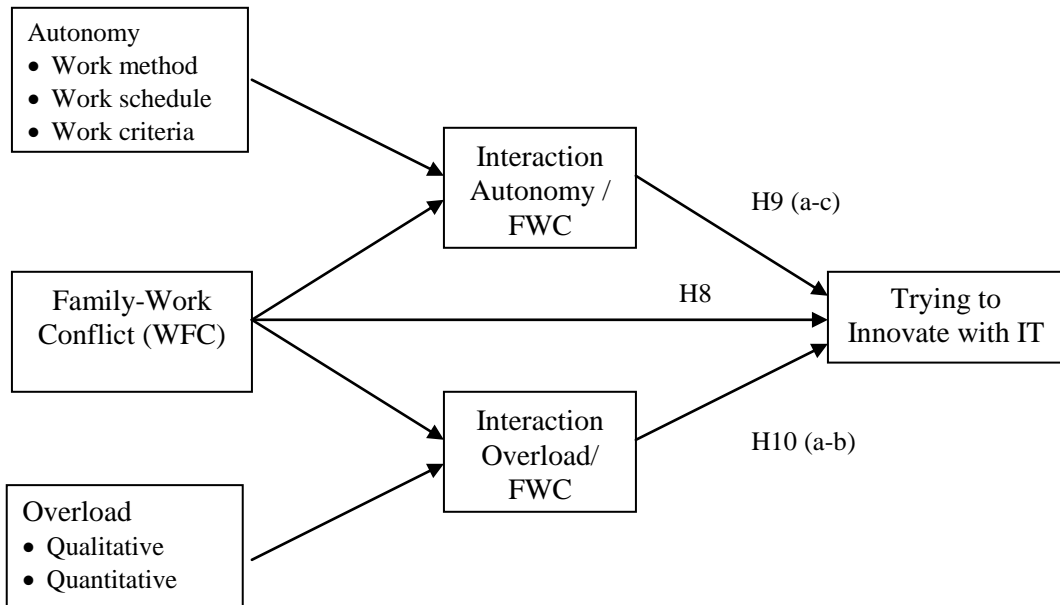 Autonomy
• Work method
• Work schedule
• Work criteria
Interaction
Autonomy /
FWC
H9 (a-c)
Family-Work
Conflict (WFC)
H8
Trying to
Innovate with IT
Interaction
Overload/
FWC
H10 (a-b)
Overload
• Qualitative
• Quantitative